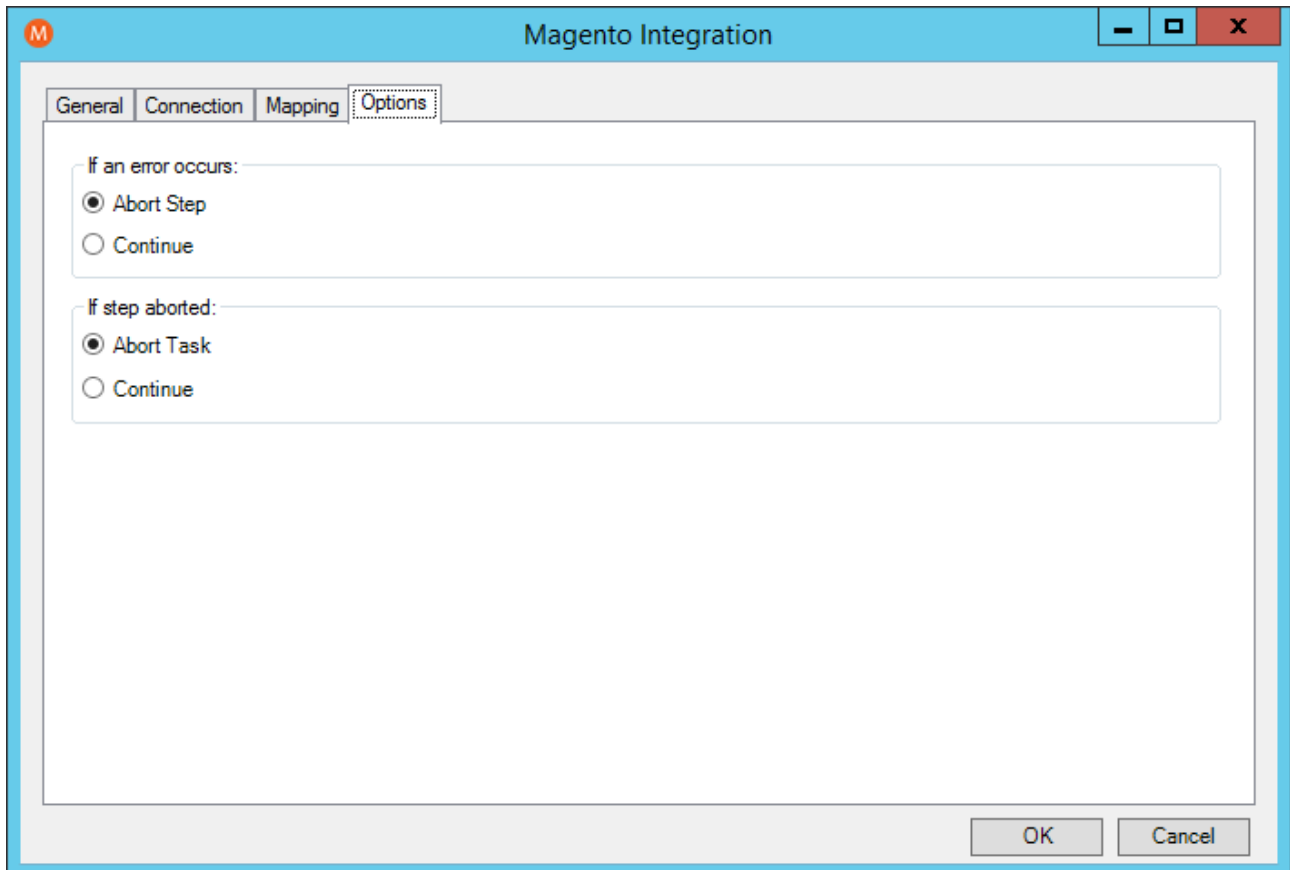 M
Magento Integration
X
General Connection Mapping Options
If an error occurs:
Abort Step
Continue
If step aborted:
Abort Task
Continue
OK Cancel